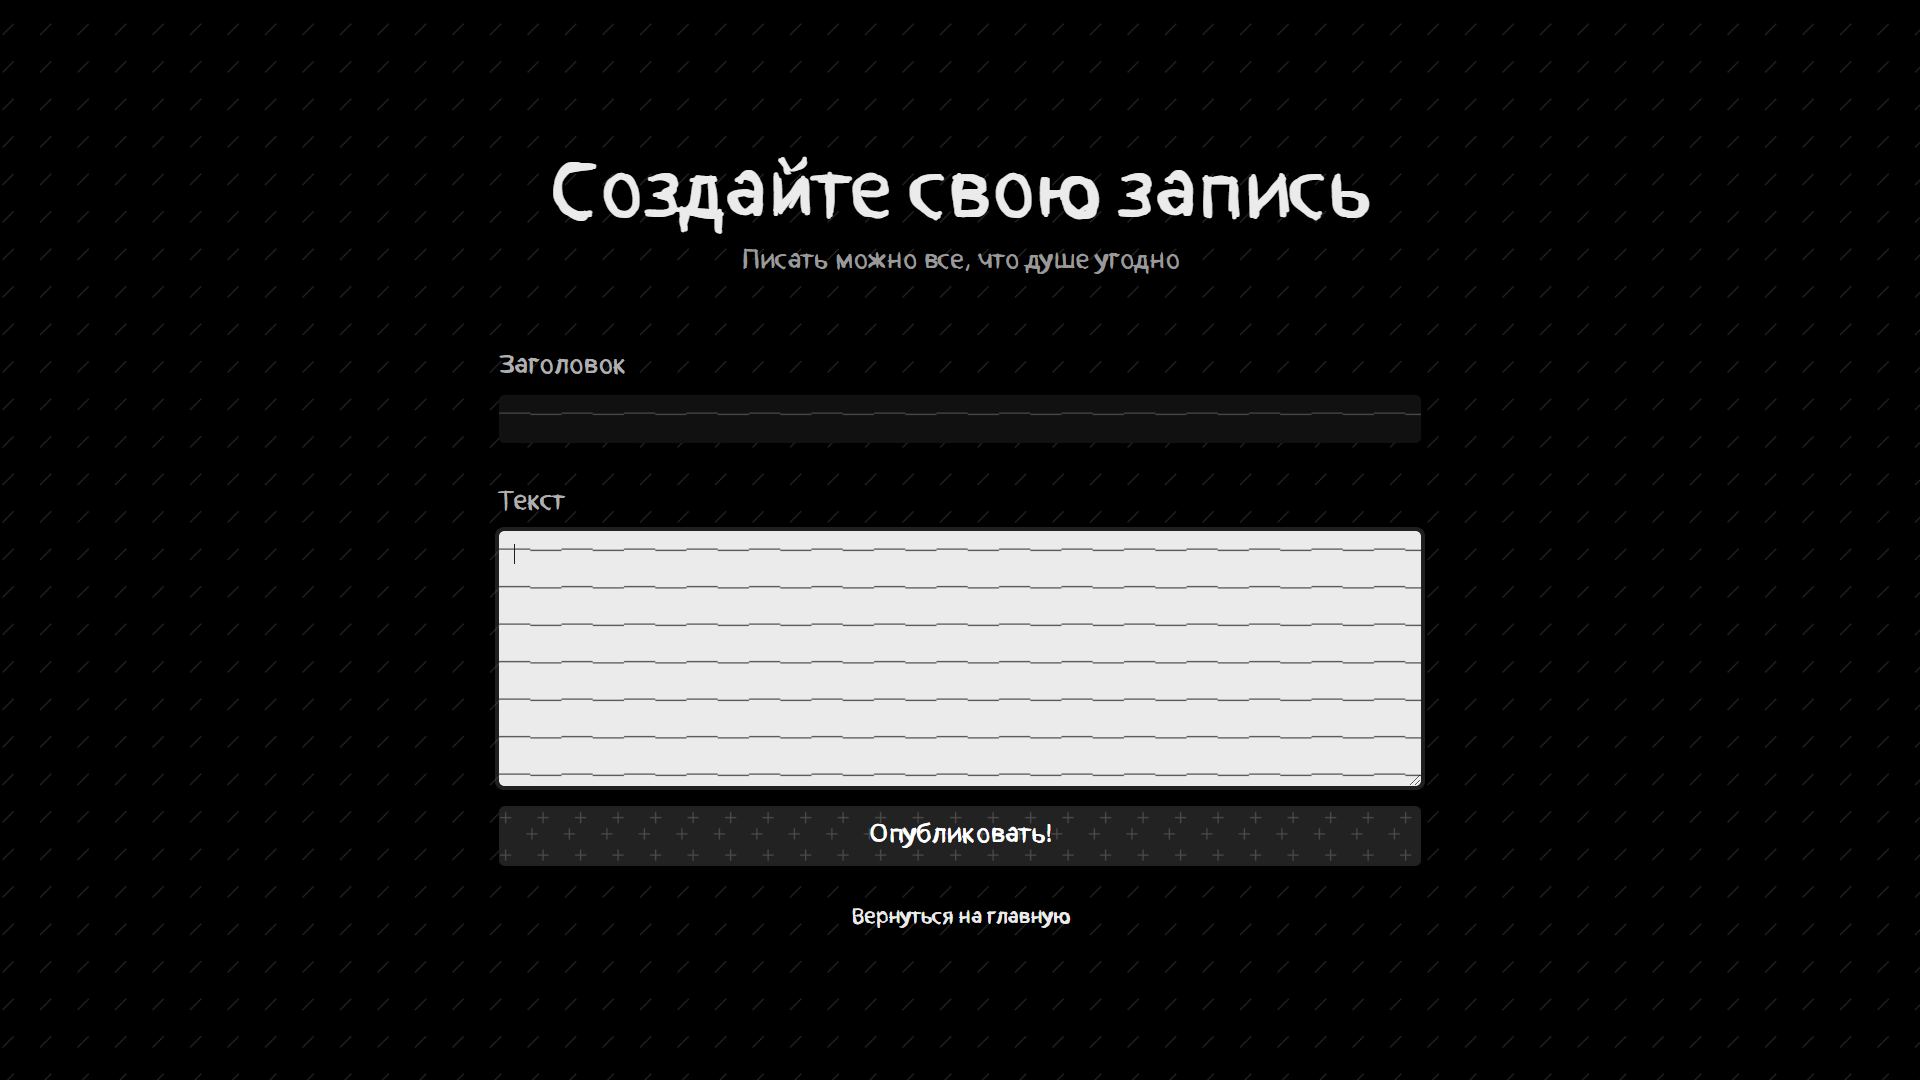 Создайте свою запись
Писать можно все, что душе угодно
Заголовок
Текст
Опубликовать!
Вернуться на главную